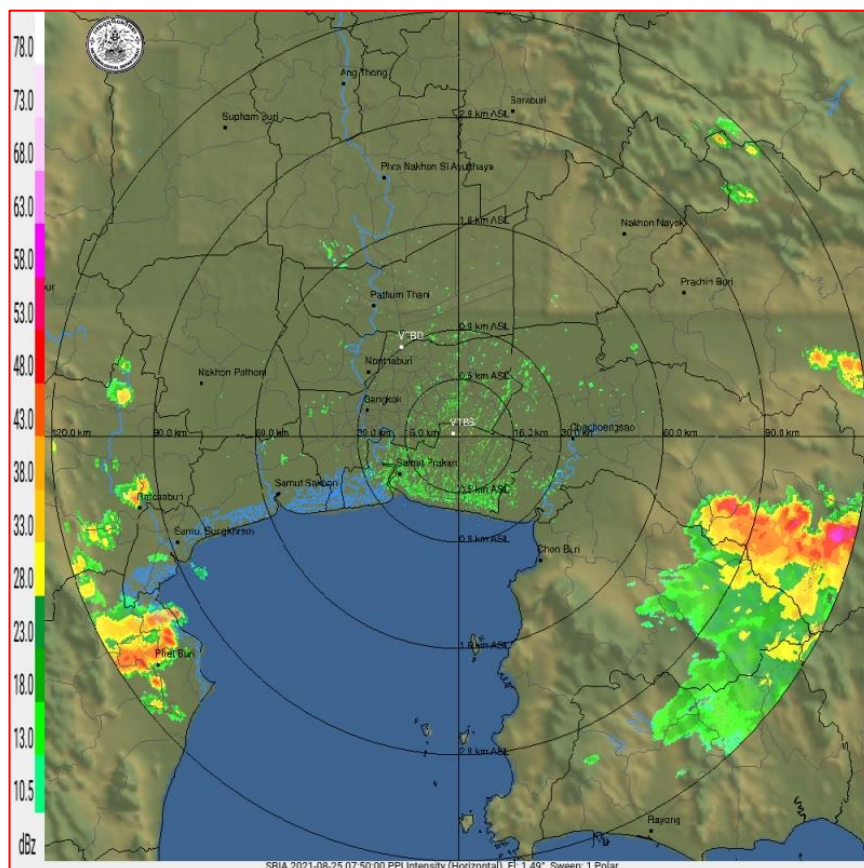 78.0
73.0
68.0
63.0
58.0
53.0
48.0
43.0
38.0
33.0
28.0
23.0
18.0
13.0
10.5
dBz
Ang Thong
Saraburi
2.9 km ASL
Supham Buri
Phra Nakhon Si Ayutthaya
1.8 km ASL
Nakhon Nayok
Prachin Buri
Pathum Thani
0.9 km ASL
VTBD
Nonthaburi
Nakhon Pathom
0.5 km ASL
Bangkok
VTBS
120.0 km
90.0 km
60.0 km
30.0 km
16.0 km
16.0 km
30.0 km
60.0 km
90.0 km
Chachoengsao
Samut Prakan
0.5 km ASL
Samut Sakhon
Ratchaburi
0.9 km ASL
Samut Songkhram
Chon Buri
1.8 km ASL
Phet Buri
2.9 km ASL
Rayong
SBIA 2021-08-25 07:50:00 PPI Intensity (Horizontal), El: 1.49°, Sweep: 1 Polar